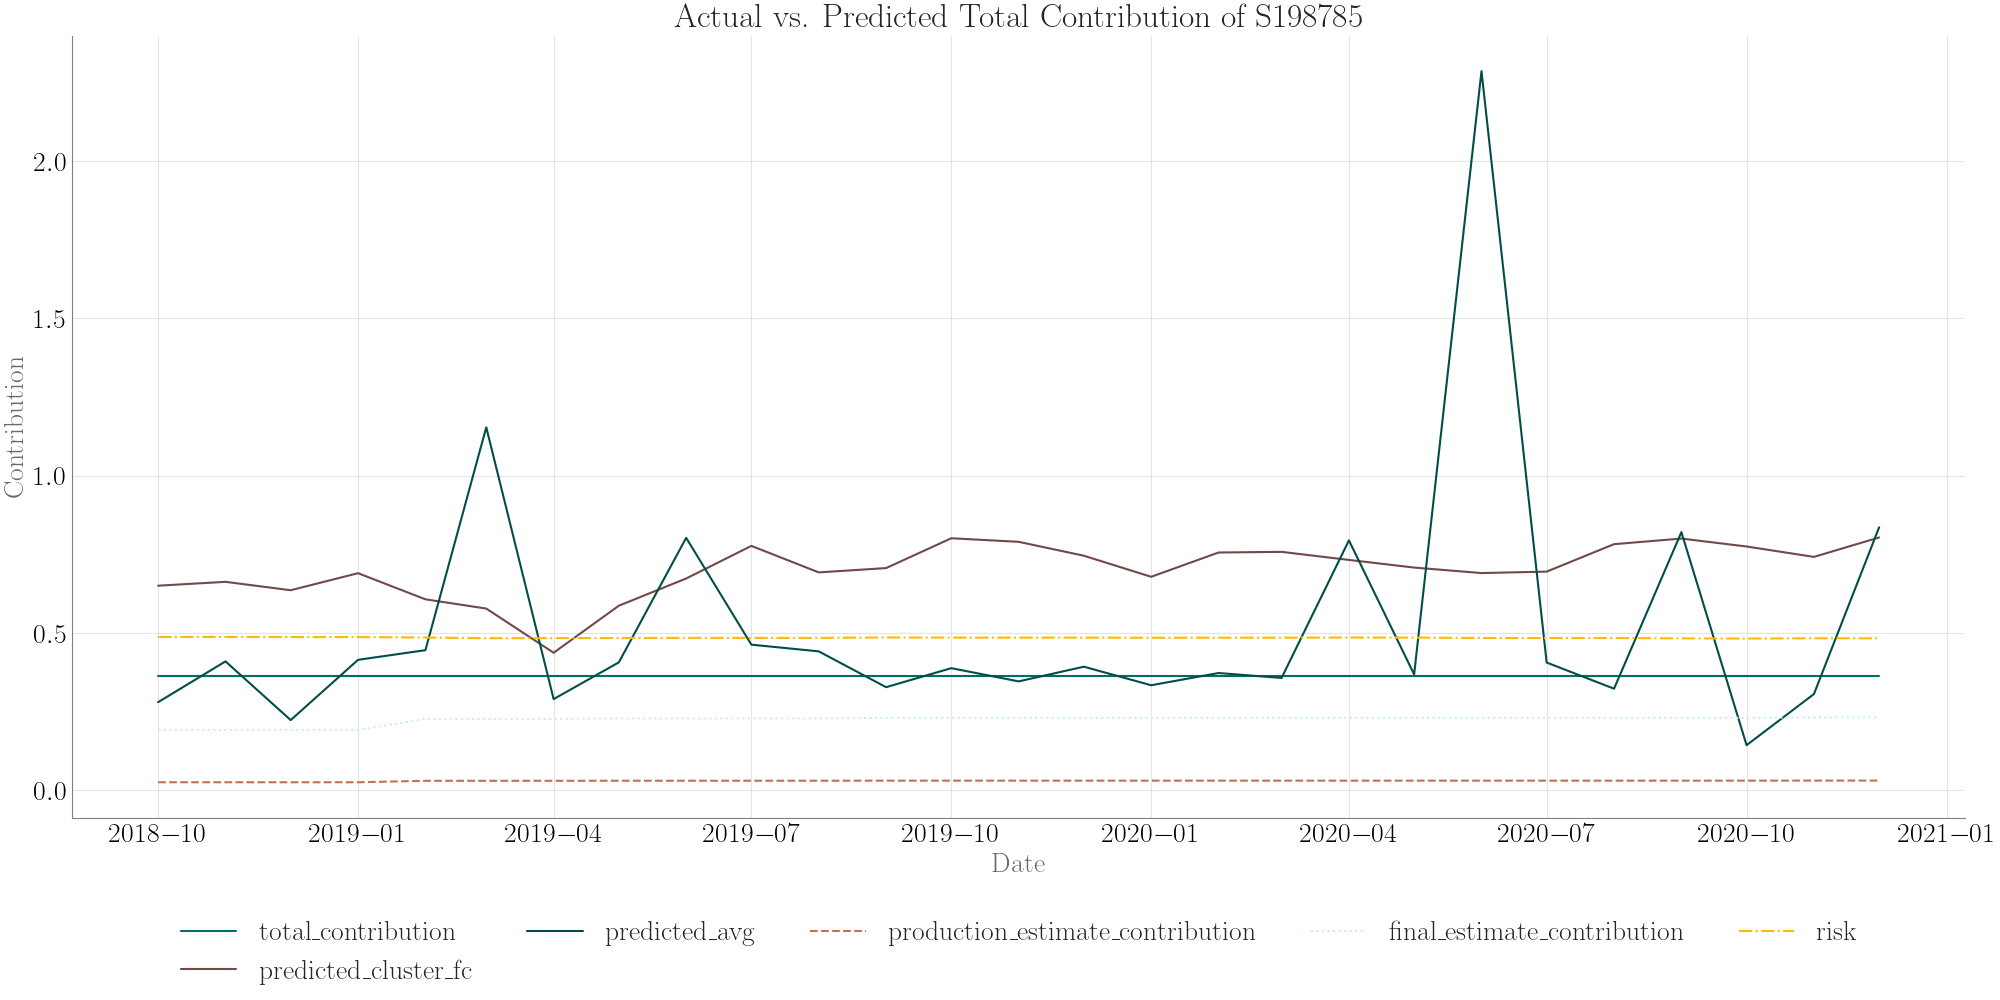 Actual vs. Predicted Total Contribution of S198785
Contribution
2.0
1.5
1.0
0.5
0.0
2018–10 2019–01 2019–04 2019–07 2019–10 2020–01 2020–04 2020–07 2020–10 2021–01
Date
total_contribution predicted_avg production_estimate_contribution final_estimate_contribution risk
predicted_cluster_fc